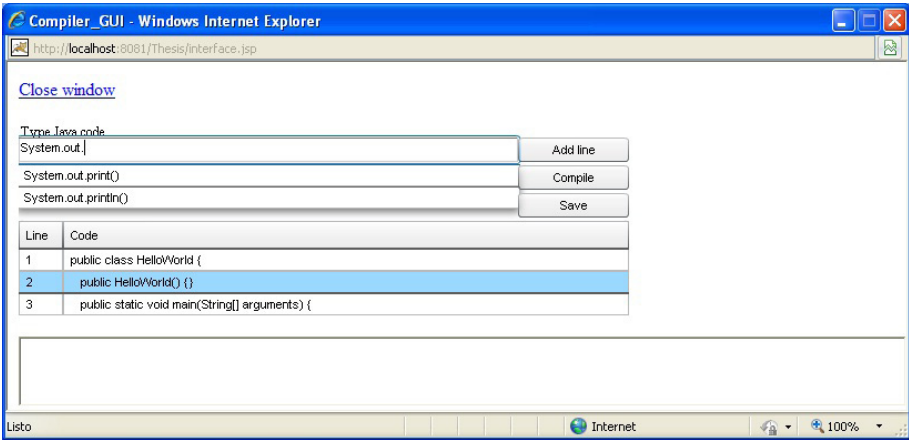 Compiler_GUI - Windows Internet Explorer
http://localhost:8081/Thesis/interface.jsp
Close window
Type Java code
System.out.
Add line
System.out.print()
Compile
System.out.println()
Save
Line Code
1 public class HelloWorld {
2 public HelloWorld() {}
3 public static void main(String[] arguments) {
Listo Internet 100%